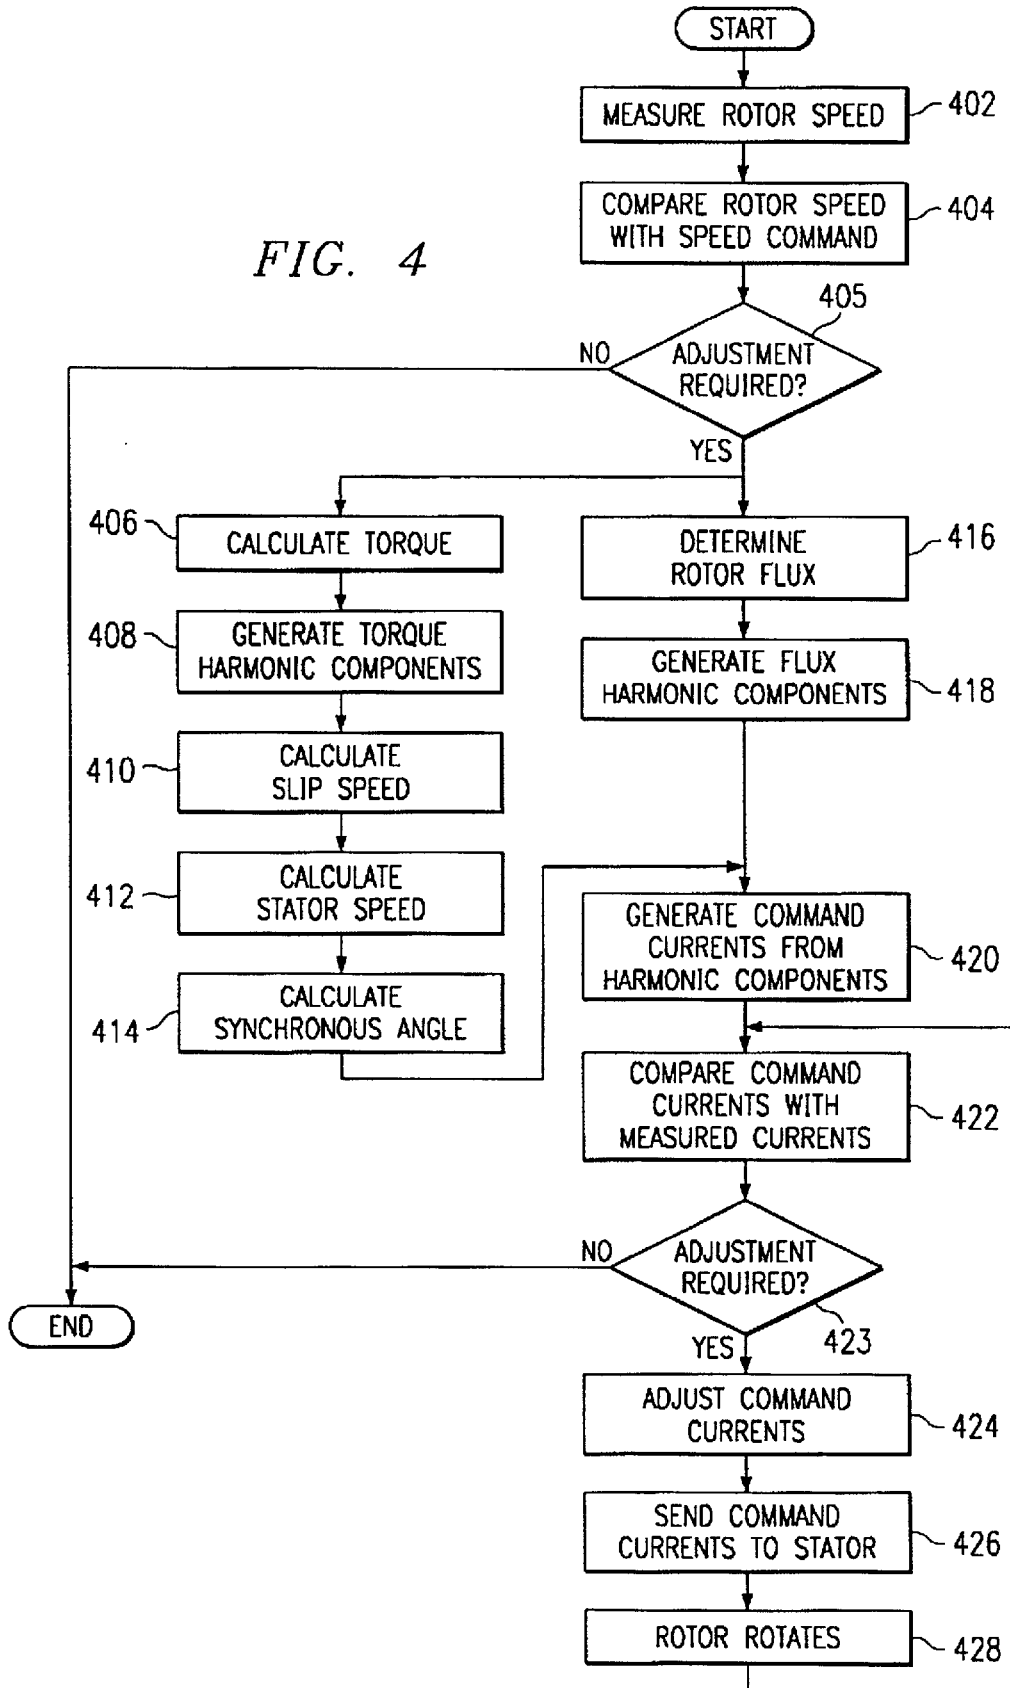 START
MEASURE ROTOR SPEED
402
COMPARE ROTOR SPEED
WITH SPEED COMMAND
404
FIG. 4
405
ADJUSTMENT
REQUIRED?
NO
YES
406
CALCULATE TORQUE
408
GENERATE TORQUE
HARMONIC COMPONENTS
410
CALCULATE
SLIP SPEED
412
CALCULATE
STATOR SPEED
414
CALCULATE
SYNCHRONOUS ANGLE
DETERMINE
ROTOR FLUX
416
GENERATE FLUX
HARMONIC COMPONENTS
418
GENERATE COMMAND
CURRENTS FROM
HARMONIC COMPONENTS
420
COMPARE COMMAND
CURRENTS WITH
MEASURED CURRENTS
422
ADJUSTMENT
REQUIRED?
NO
423
YES
END
ADJUST COMMAND
CURRENTS
424
SEND COMMAND
CURRENTS TO STATOR
426
ROTOR ROTATES
428